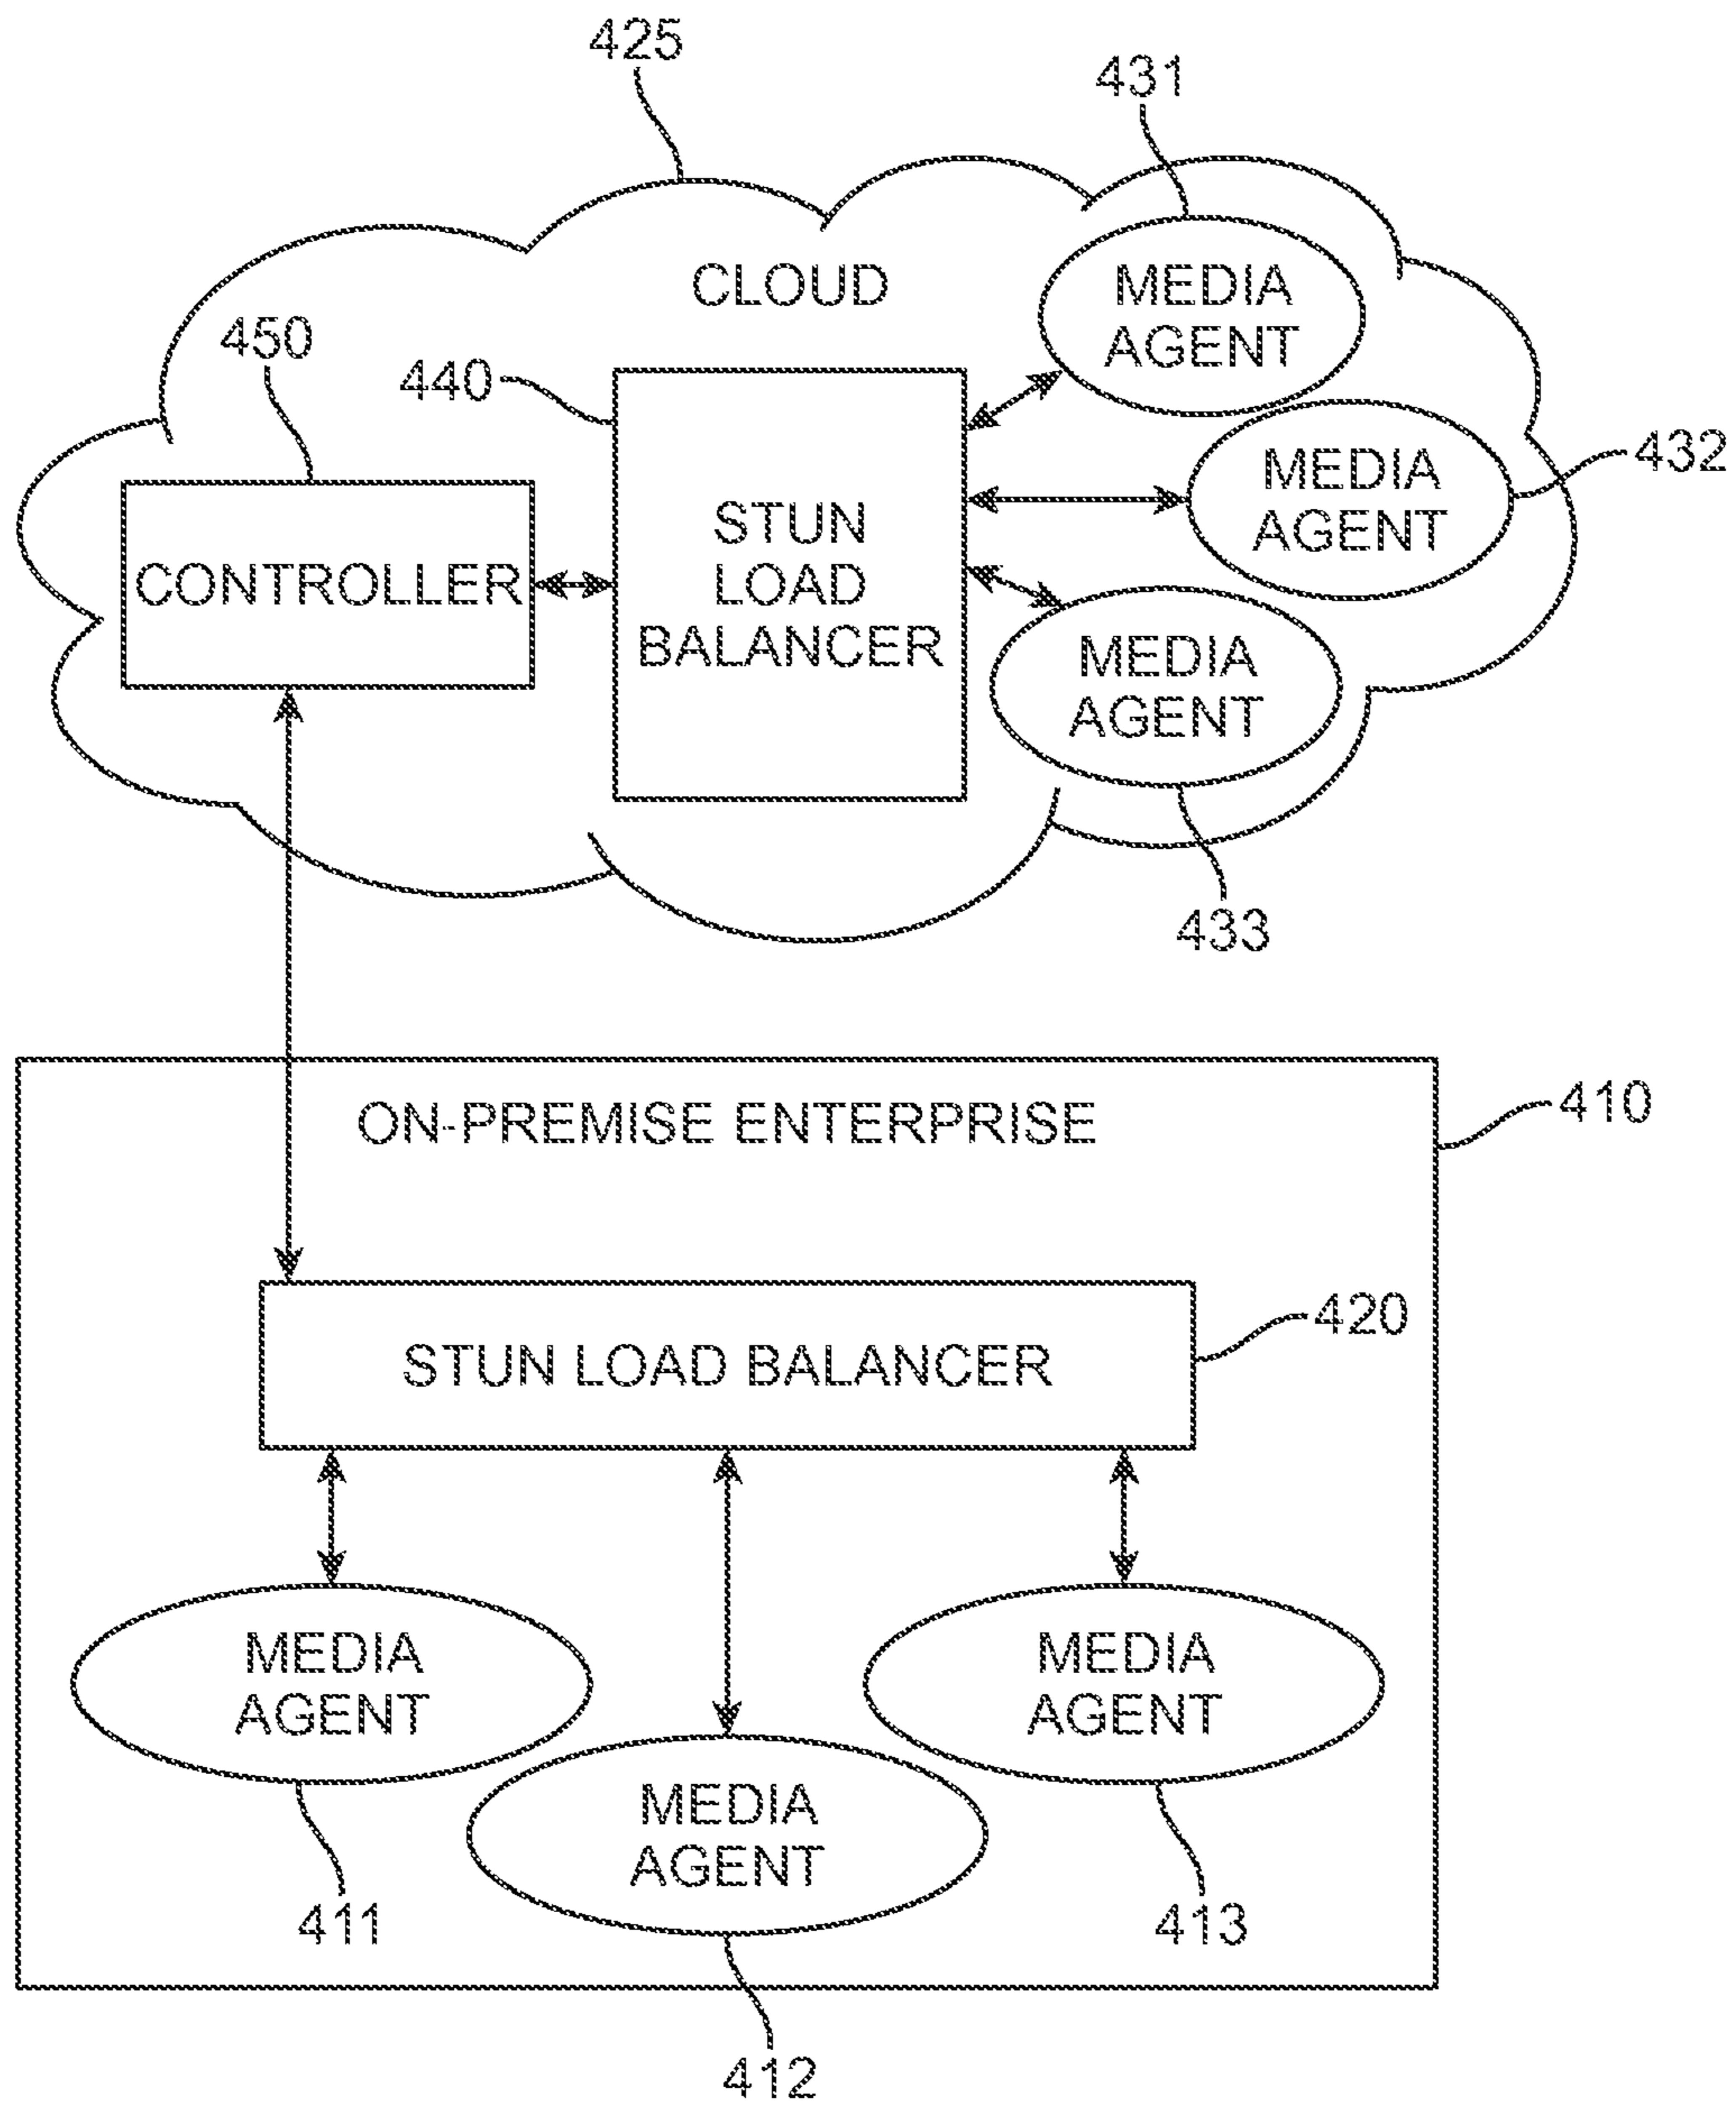 425
431
CLOUD
MEDIA
AGENT
450
440
432
MEDIA
AGENT
STUN
LOAD
BALANCER
CONTROLLER
MEDIA
AGENT
433
ON-PREMISE ENTERPRISE
410
420
STUN LOAD BALANCER
MEDIA
AGENT
MEDIA
AGENT
MEDIA
AGENT
411
413
412